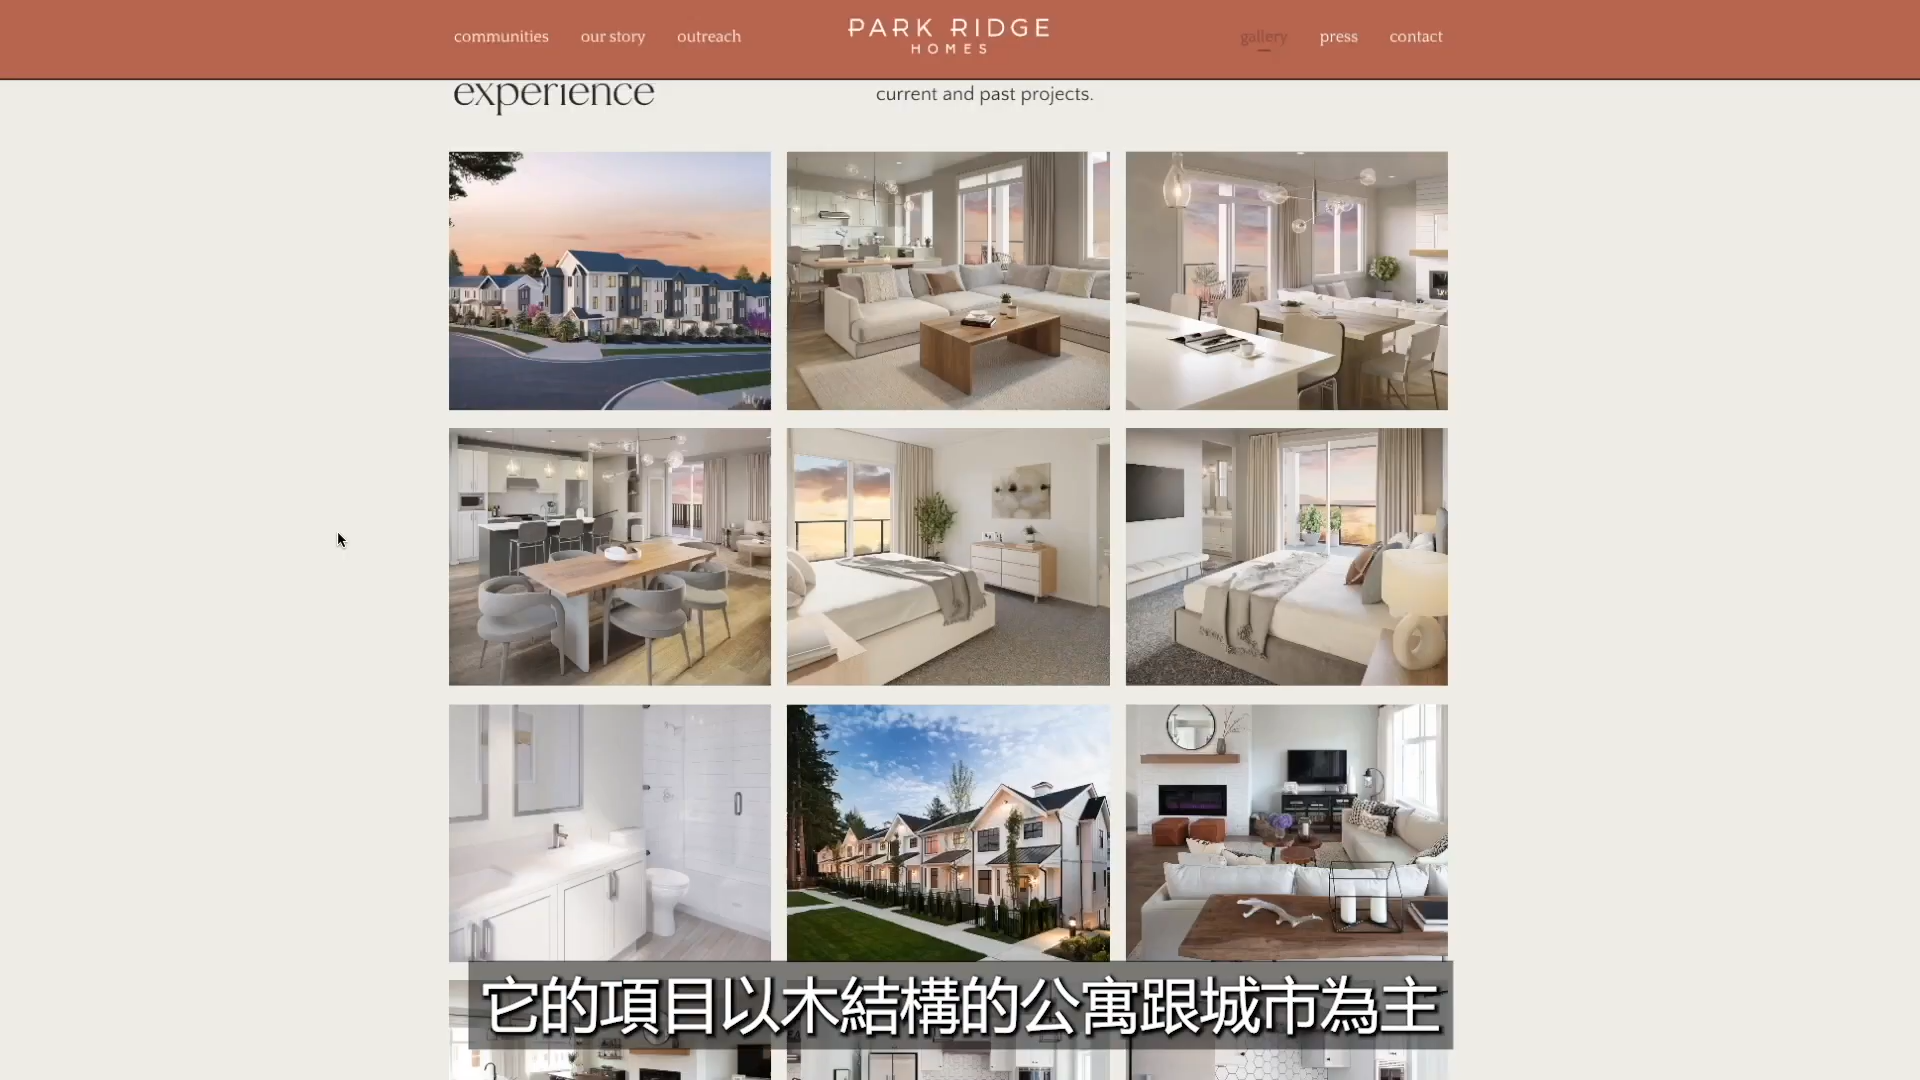 communities
our story
outreach
PARK RIDGE
HOMES
gallery
press
contact
experience
current and past projects.
它的項目以木結構的公寓跟城市為主